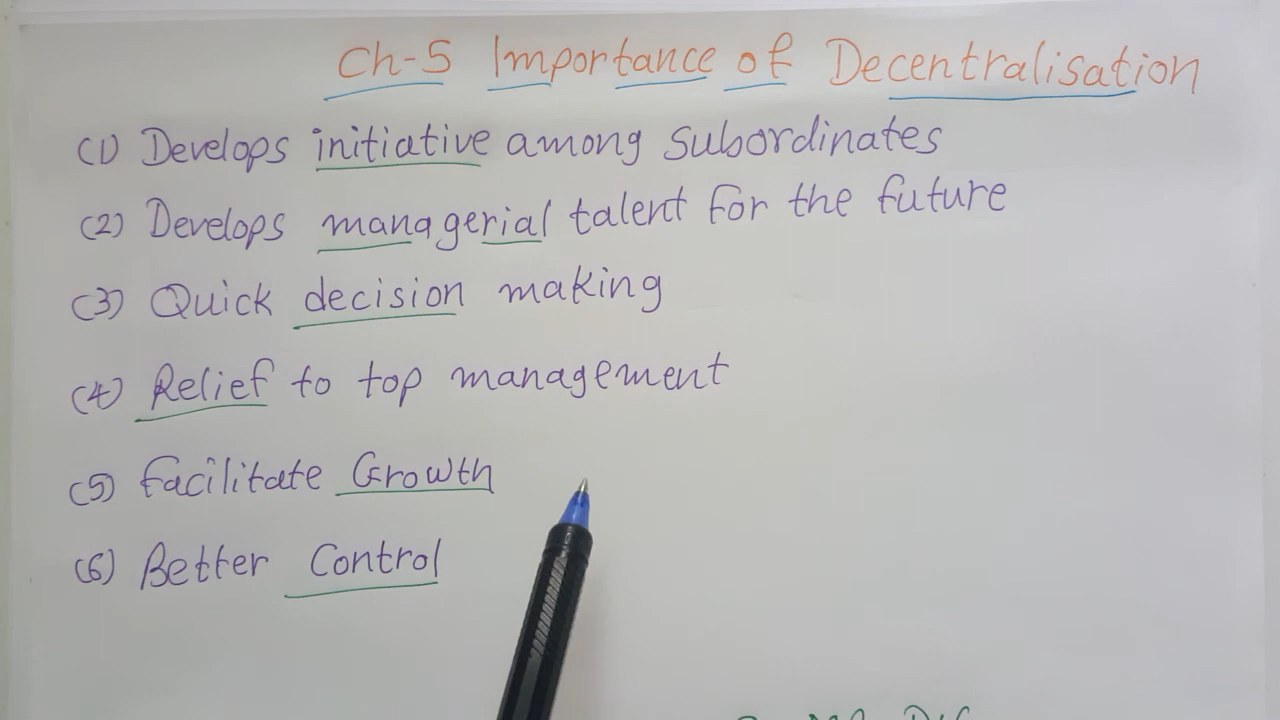 Ch-5 Importance of Decentralisation
(1) Develops initiative among Subordinates
(2) Develops managerial talent for the future
(3) Quick decision making
(4) Relief to top management
(5) Facilitate Growth
(6) Better Control